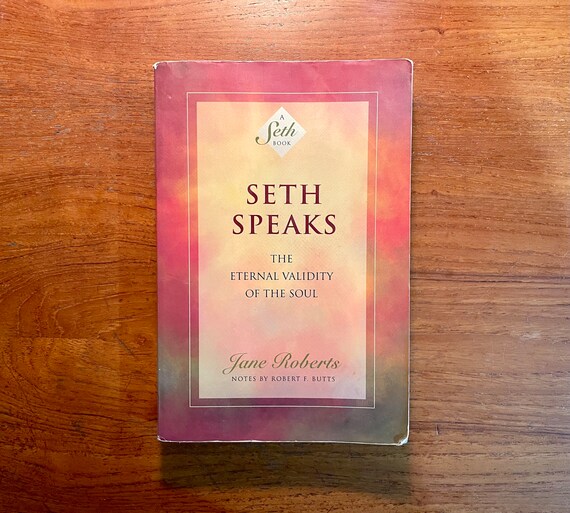 A
Seth
BOOK
SETH
SPEAKS
THE
ETERNAL VALIDITY
OF THE SOUL
Jane Roberts
NOTES BY ROBERT F. BUTTS